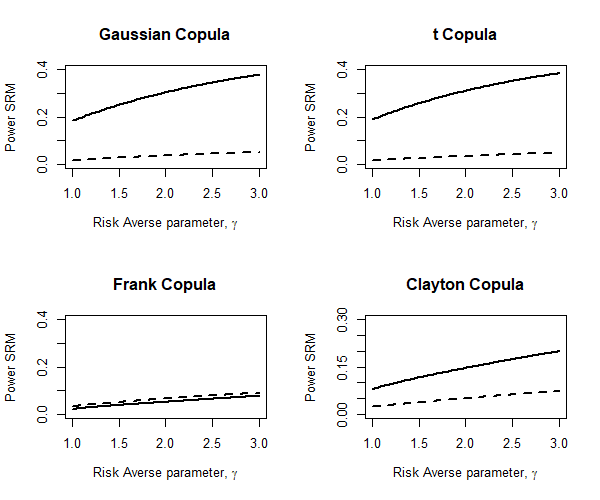 Gaussian Copula
Power SRM
0.0 0.2 0.4
1.0 1.5 2.0 2.5 3.0
Risk Averse parameter, γ
t Copula
Power SRM
0.0 0.2 0.4
1.0 1.5 2.0 2.5 3.0
Risk Averse parameter, γ
Frank Copula
Power SRM
0.0 0.2 0.4
1.0 1.5 2.0 2.5 3.0
Risk Averse parameter, γ
Clayton Copula
Power SRM
0.00 0.15 0.30
1.0 1.5 2.0 2.5 3.0
Risk Averse parameter, γ